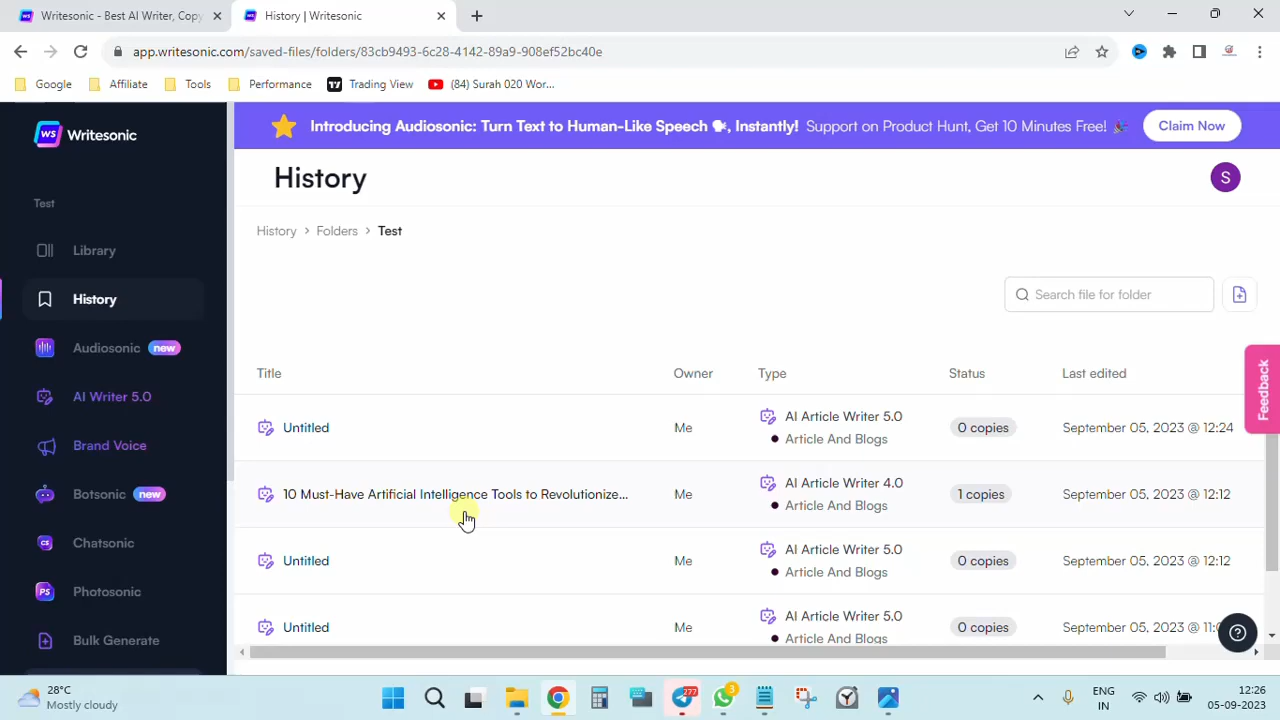 Writesonic - Best AI Writer, Copy
History | Writesonic
app.writesonic.com/saved-files/folders/83cb9493-6c28-4142-89a9-908ef52bc40e
Google
Affiliate
Tools
Performance
Trading View
(84) Surah 020 Wor...
WS Writesonic
Introducing Audiosonic: Turn Text to Human-Like Speech 🗣, Instantly! Support on Product Hunt, Get 10 Minutes Free! 🎉
Claim Now
History
S
Test
History > Folders > Test
Library
History
Audiosonic new
AI Writer 5.0
Brand Voice
Botsonic new
Chatsonic
Photosonic
Bulk Generate
Search file for folder
Title Owner Type Status Last edited
Untitled Me AI Article Writer 5.0 0 copies September 05, 2023 @ 12:24
Article And Blogs
10 Must-Have Artificial Intelligence Tools to Revolutionize... Me AI Article Writer 4.0 1 copies September 05, 2023 @ 12:12
Article And Blogs
Untitled Me AI Article Writer 5.0 0 copies September 05, 2023 @ 12:12
Article And Blogs
Untitled Me AI Article Writer 5.0 0 copies September 05, 2023 @ 11:
Article And Blogs
Feedback
28°C
Mostly cloudy
277
3
ENG
IN
12:26
05-09-2023